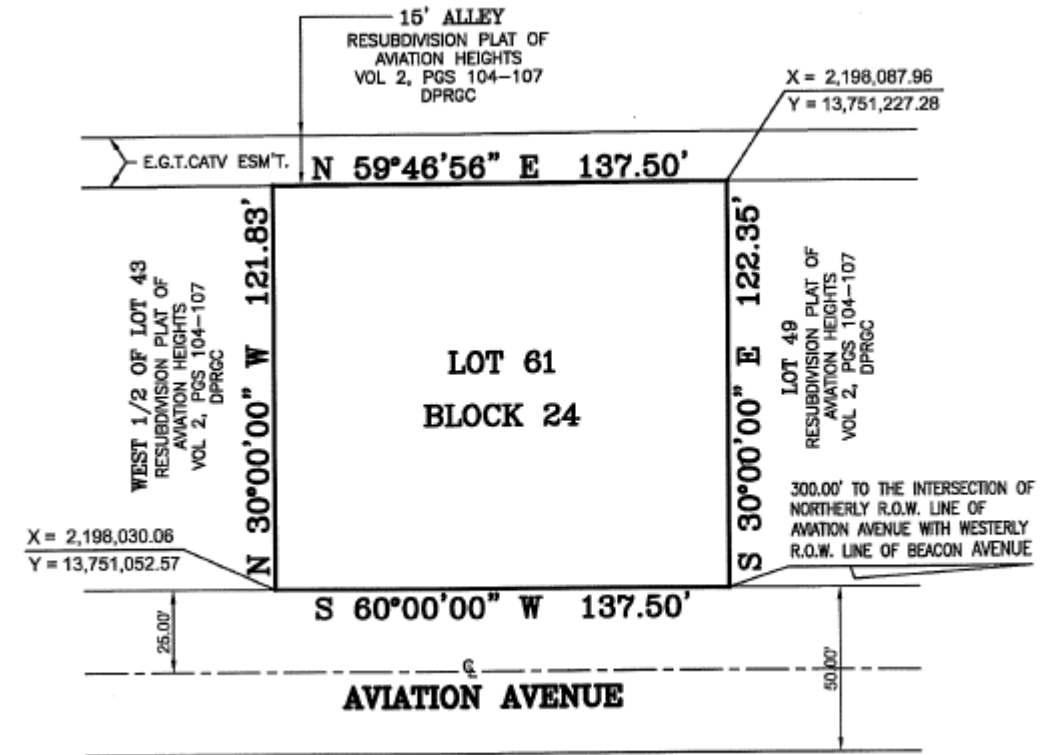 15' ALLEY
RESUBDIVISION PLAT OF
AVIATION HEIGHTS
VOL 2, PGS 104-107
DPRGC
X = 2,198,087.96
Y = 13,751,227.28
E.G.T.CATV ESM'T.
N 59°46'56" E 137.50'
N 30°00'00" W 121.83'
S 30°00'00" E 122.35'
WEST 1/2 OF LOT 43
RESUBDIVISION PLAT OF
AVIATION HEIGHTS
VOL 2, PGS 104-107
DPRGC
LOT 61
BLOCK 24
LOT 49
RESUBDIVISION PLAT OF
AVIATION HEIGHTS
VOL 2, PGS 104-107
DPRGC
300.00' TO THE INTERSECTION OF
NORTHERLY R.O.W. LINE OF
AVIATION AVENUE WITH WESTERLY
R.O.W. LINE OF BEACON AVENUE
X = 2,198,030.06
Y = 13,751,052.57
S 60°00'00" W 137.50'
25.00'
50.00'
℄
AVIATION AVENUE